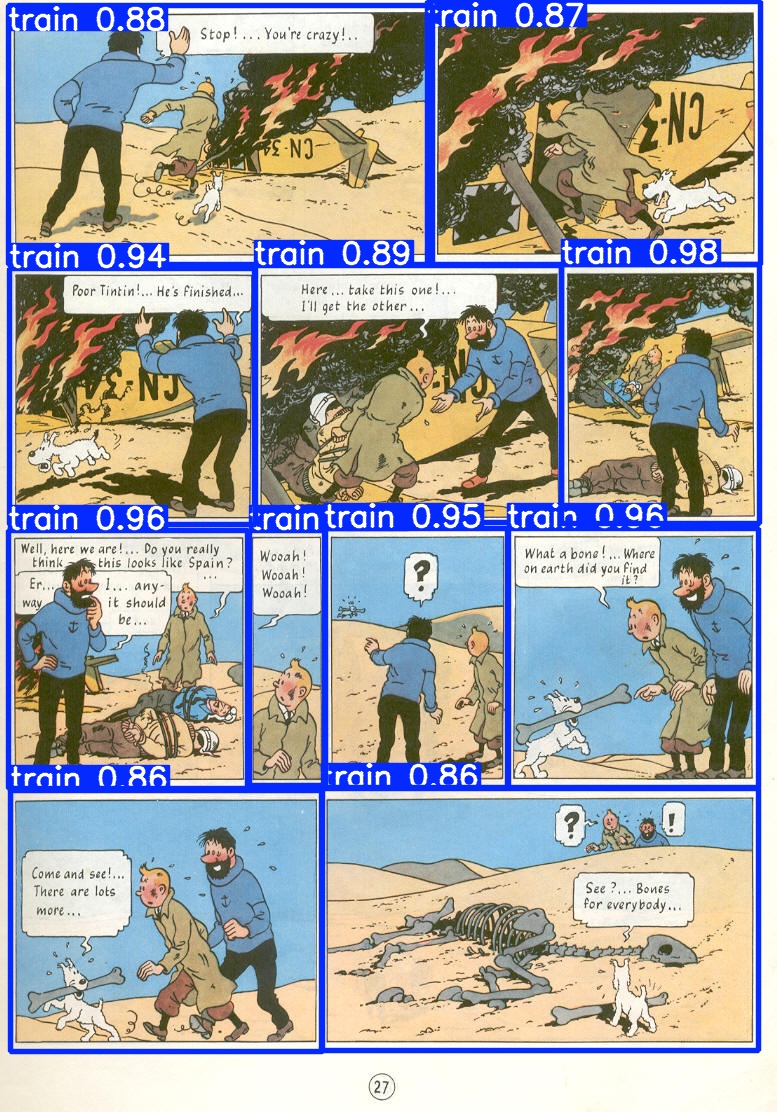 train 0.88
Stop!... You're crazy!..
CN-34
train 0.87
CN-3
train 0.94
Poor Tintin!... He's finished...
CN-34
train 0.89
Here... take this one!...
I'll get the other...
CN-
train 0.98
train 0.96
Well, here we are!... Do you really
think this looks like Spain?
...
Er... I... any-
way it should
be...
train
Wooah!
Wooah!
Wooah!
train 0.95
?
train 0.96
What a bone!... Where
on earth did you find
it?
train 0.86
Come and see!...
There are lots
more...
train 0.86
?
!
See?... Bones
for everybody...
27